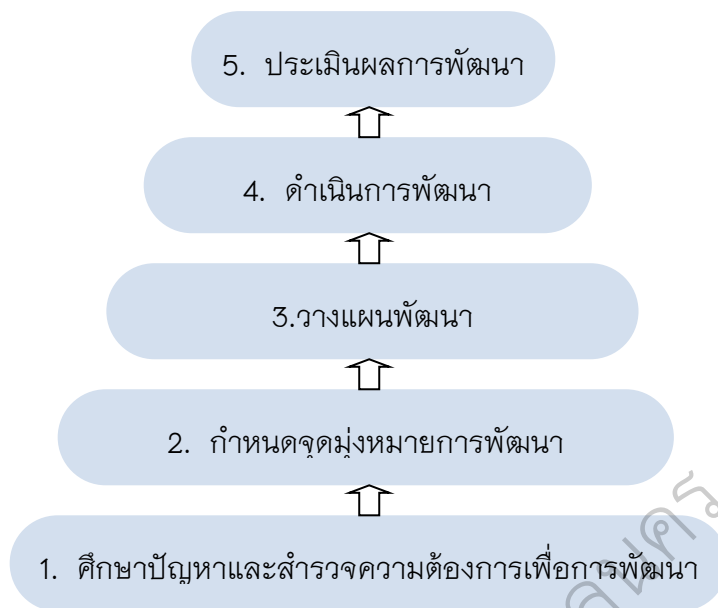 5. ประเมินผลการพัฒนา
4. ดำเนินการพัฒนา
3.วางแผนพัฒนา
2. กำหนดจุดมุ่งหมายการพัฒนา
1. ศึกษาปัญหาและสำรวจความต้องการเพื่อการพัฒนา